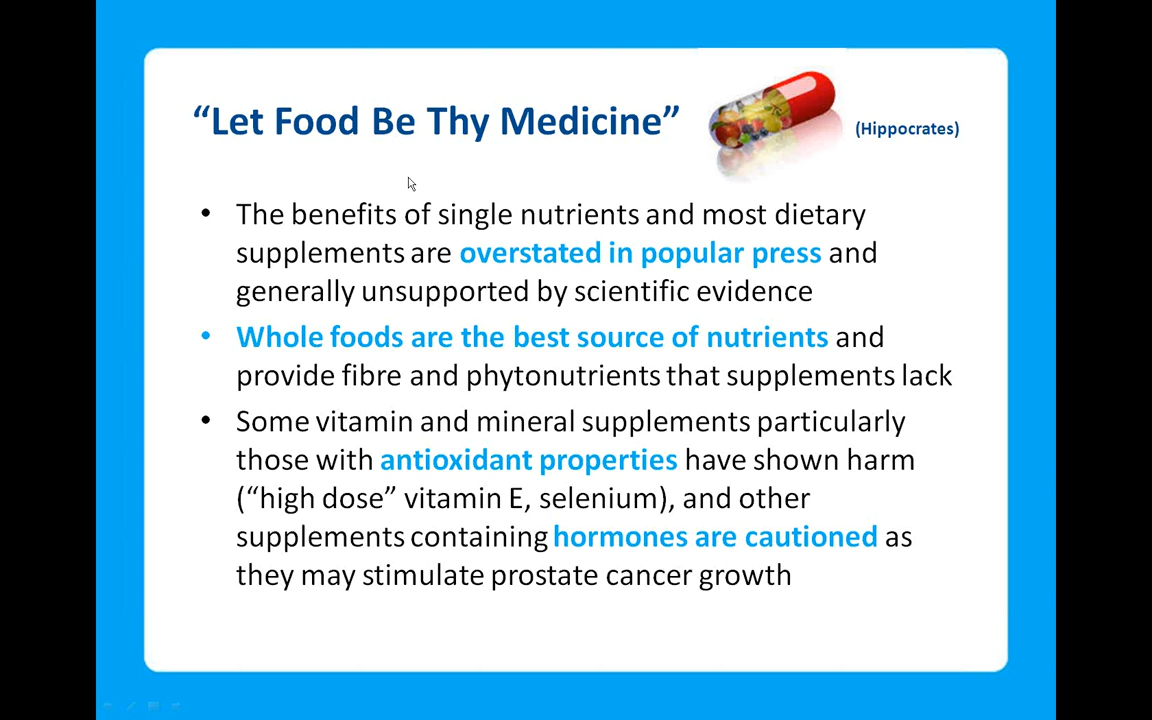 “Let Food Be Thy Medicine”
(Hippocrates)
• The benefits of single nutrients and most dietary
supplements are overstated in popular press and
generally unsupported by scientific evidence
• Whole foods are the best source of nutrients and
provide fibre and phytonutrients that supplements lack
• Some vitamin and mineral supplements particularly
those with antioxidant properties have shown harm
(“high dose” vitamin E, selenium), and other
supplements containing hormones are cautioned as
they may stimulate prostate cancer growth